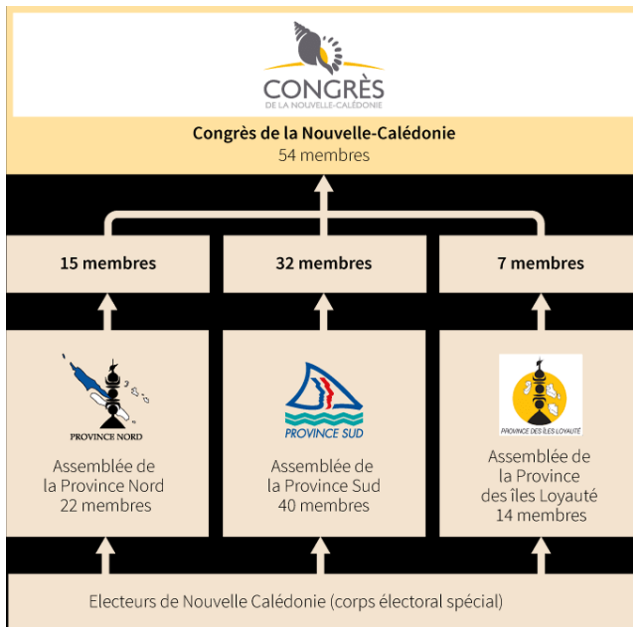 CONGRÈS
DE LA NOUVELLE-CALÉDONIE
Congrès de la Nouvelle-Calédonie
54 membres
15 membres
32 membres
7 membres
PROVINCE NORD
Assemblée de
la Province Nord
22 membres
PROVINCE SUD
Assemblée de
la Province Sud
40 membres
PROVINCE DES ÎLES LOYAUTÉ
Assemblée de
la Province
des îles Loyauté
14 membres
Electeurs de Nouvelle Calédonie (corps électoral spécial)